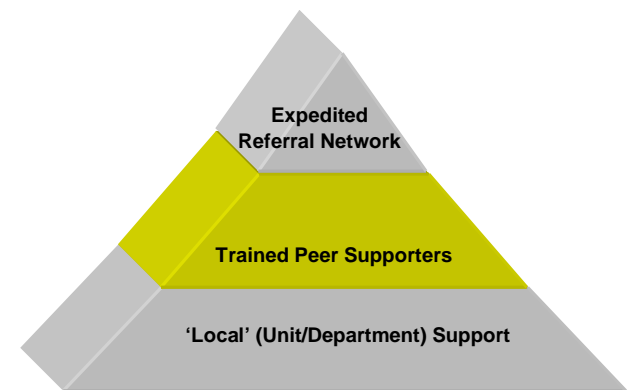 Expedited
Referral Network
Trained Peer Supporters
‘Local’ (Unit/Department) Support